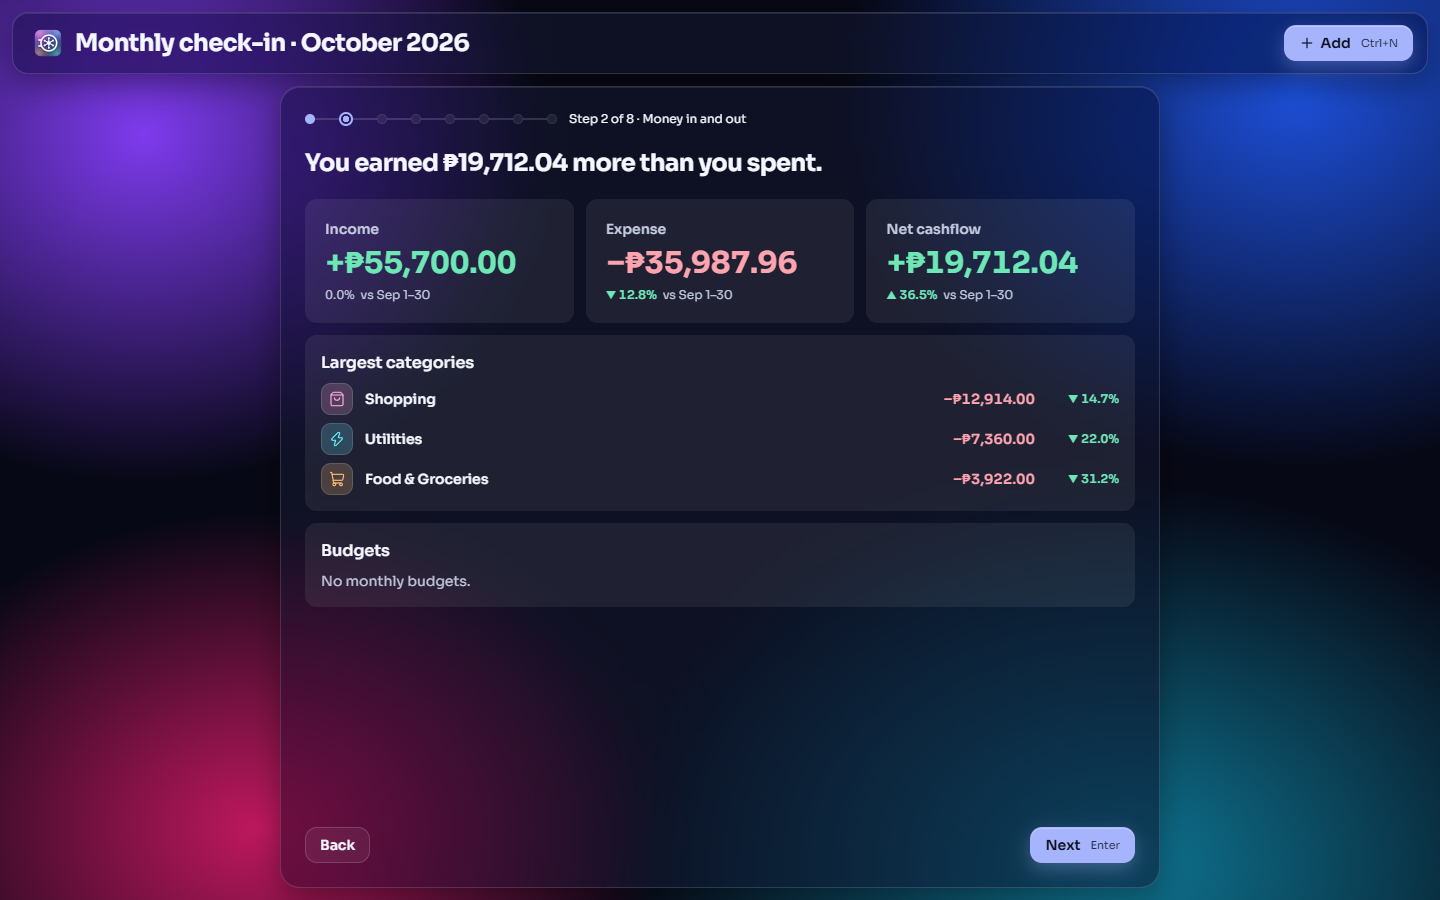 Monthly check-in · October 2026
+ Add Ctrl+N
Step 2 of 8 · Money in and out
You earned ₱19,712.04 more than you spent.
Income
+₱55,700.00
0.0% vs Sep 1–30
Expense
−₱35,987.96
▼ 12.8% vs Sep 1–30
Net cashflow
+₱19,712.04
▲ 36.5% vs Sep 1–30
Largest categories
Shopping −₱12,914.00 ▼ 14.7%
Utilities −₱7,360.00 ▼ 22.0%
Food & Groceries −₱3,922.00 ▼ 31.2%
Budgets
No monthly budgets.
Back
Next Enter